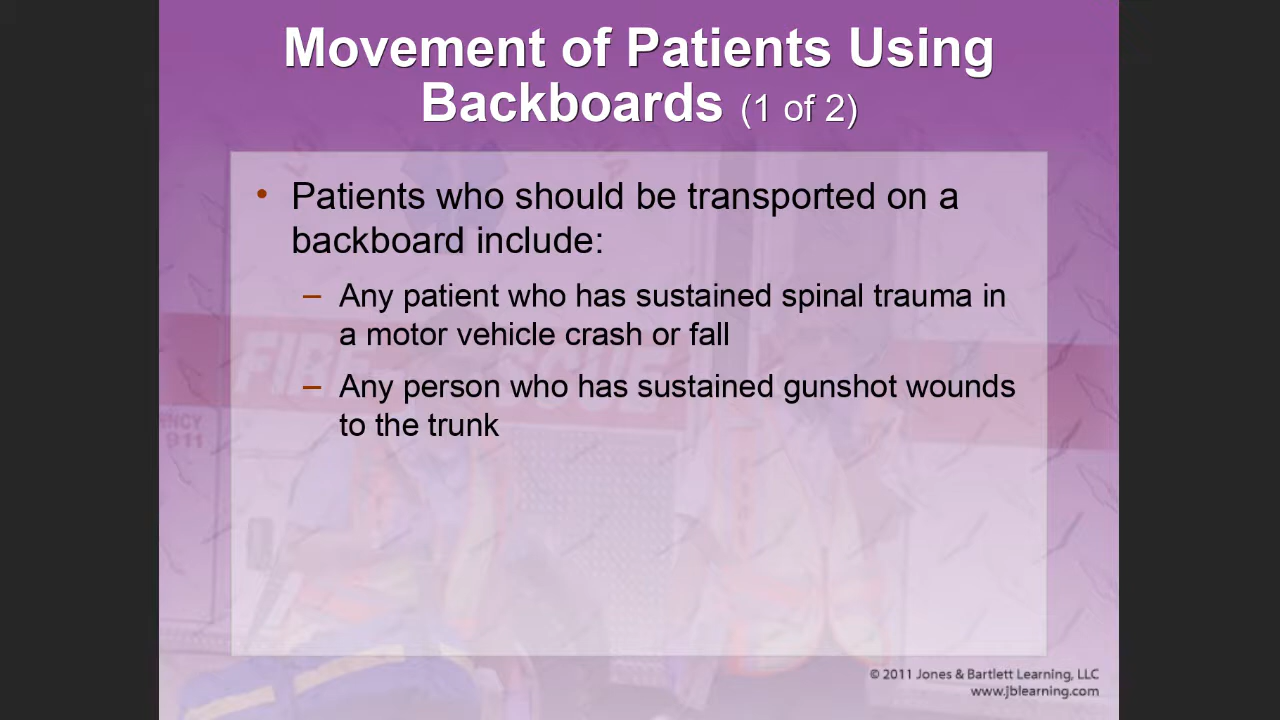 Movement of Patients Using
Backboards (1 of 2)
• Patients who should be transported on a
backboard include:
– Any patient who has sustained spinal trauma in
a motor vehicle crash or fall
– Any person who has sustained gunshot wounds
to the trunk
FIRE
911
© 2011 Jones & Bartlett Learning, LLC
www.jblearning.com